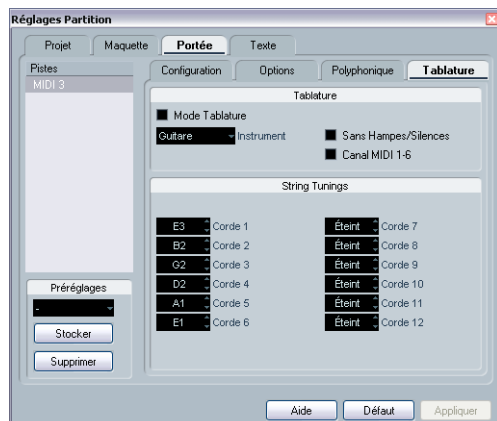 Réglages Partition
Projet Maquette Portée Texte
Pistes
MIDI 3
Configuration Options Polyphonique Tablature
Tablature
Mode Tablature
Guitare Instrument
Sans Hampes/Silences
Canal MIDI 1-6
String Tunings
E3 Corde 1 Éteint Corde 7
B2 Corde 2 Éteint Corde 8
G2 Corde 3 Éteint Corde 9
D2 Corde 4 Éteint Corde 10
A1 Corde 5 Éteint Corde 11
E1 Corde 6 Éteint Corde 12
Préréglages
-
Stocker
Supprimer
Aide Défaut Appliquer